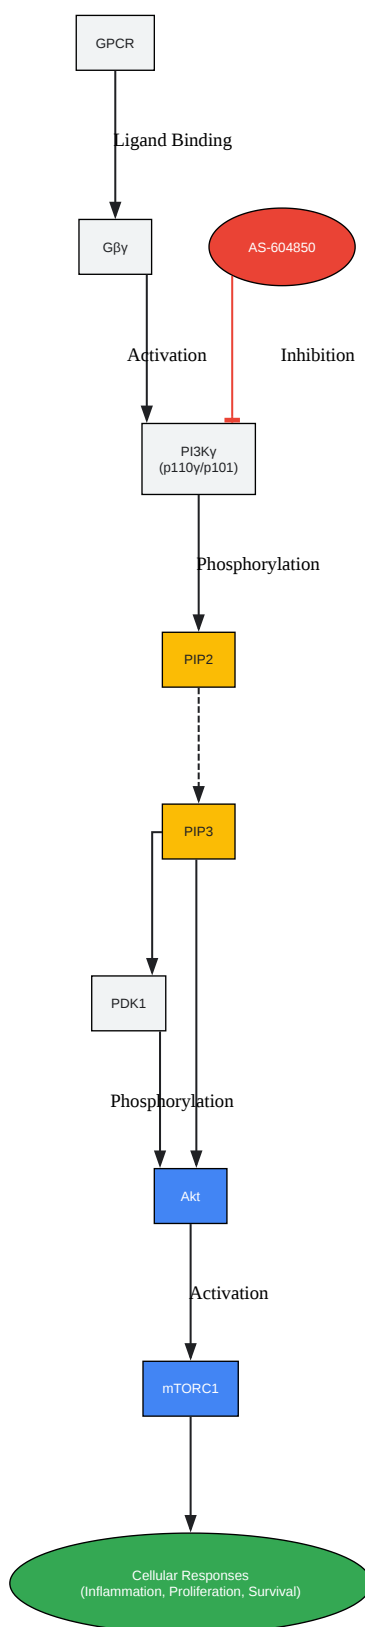 GPCR
Ligand Binding
Gβγ
AS-604850
Activation
Inhibition
PI3Kγ
(p110γ/p101)
Phosphorylation
PIP2
PIP3
PDK1
Phosphorylation
Akt
Activation
mTORC1
Cellular Responses
(Inflammation, Proliferation, Survival)